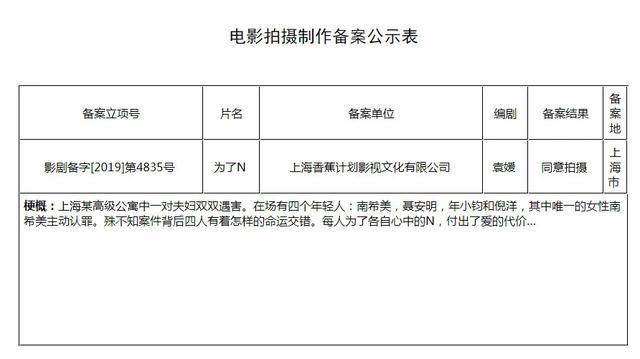 电影拍摄制作备案公示表
备案立项号 片名 备案单位 编剧 备案结果 备案地
影剧备字[2019]第4835号 为了N 上海香蕉计划影视文化有限公司 袁媛 同意拍摄 上海市
梗概：上海某高级公寓中一对夫妇双双遇害。在场有四个年轻人：南希美，聂安明，年小钧和倪洋，其中唯一的女性南
希美主动认罪。殊不知案件背后四人有着怎样的命运交错。每人为了各自心中的N，付出了爱的代价...